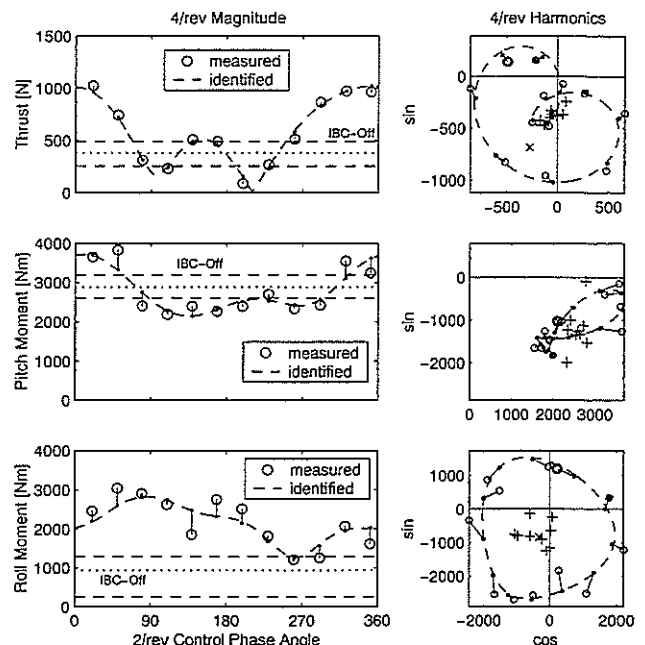 4/rev Magnitude
4/rev Harmonics
Thrust [N]
1500
1000
500
0
measured
identified
IBC-Off
sin
0
-500
-1000
-500
0
500
Pitch Moment [Nm]
4000
3000
2000
1000
0
IBC-Off
measured
identified
sin
0
-1000
-2000
0
1000
2000
3000
Roll Moment [Nm]
4000
3000
2000
1000
0
measured
identified
IBC-Off
0
90
180
270
360
2/rev Control Phase Angle
sin
1000
0
-1000
-2000
-2000
0
2000
cos